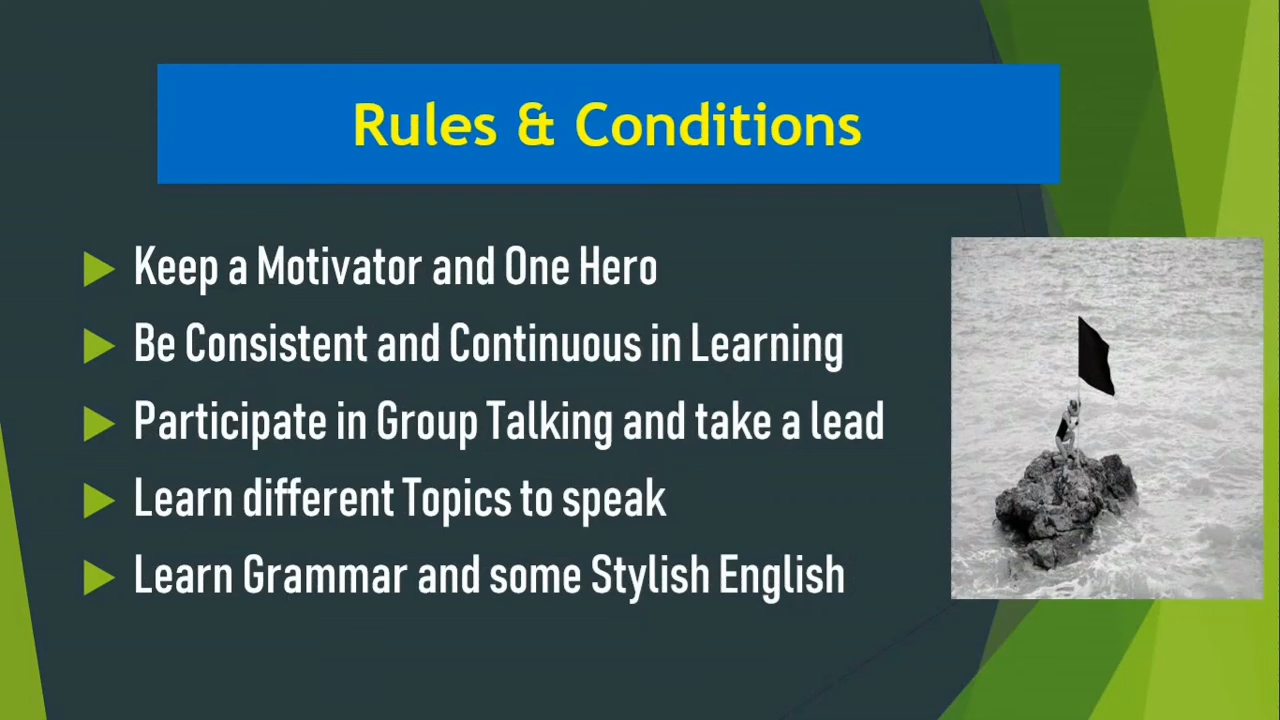 Rules & Conditions
Keep a Motivator and One Hero
Be Consistent and Continuous in Learning
Participate in Group Talking and take a lead
Learn different Topics to speak
Learn Grammar and some Stylish English